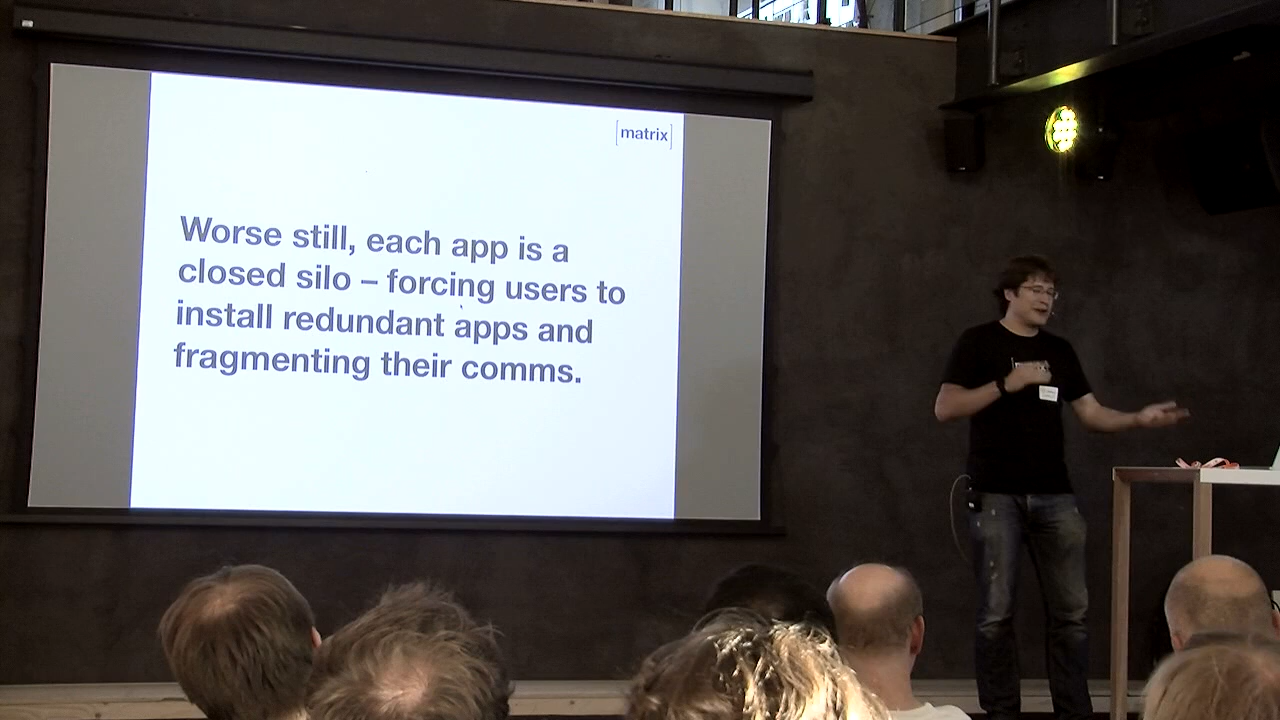 [matrix]
Worse still, each app is a
closed silo – forcing users to
install redundant apps and
fragmenting their comms.